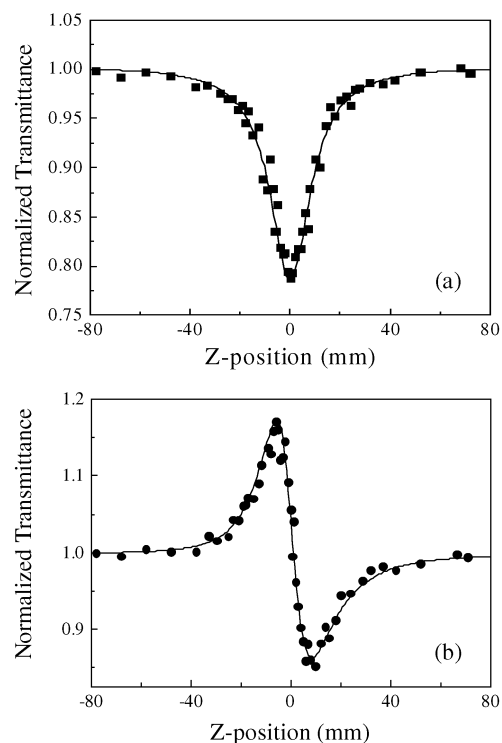 1.05
1.00
0.95
0.90
0.85
0.80
0.75
Normalized Transmittance
(a)
-80 -40 0 40 80
Z-position (mm)
1.2
1.1
1.0
0.9
Normalized Transmittance
(b)
-80 -40 0 40 80
Z-position (mm)